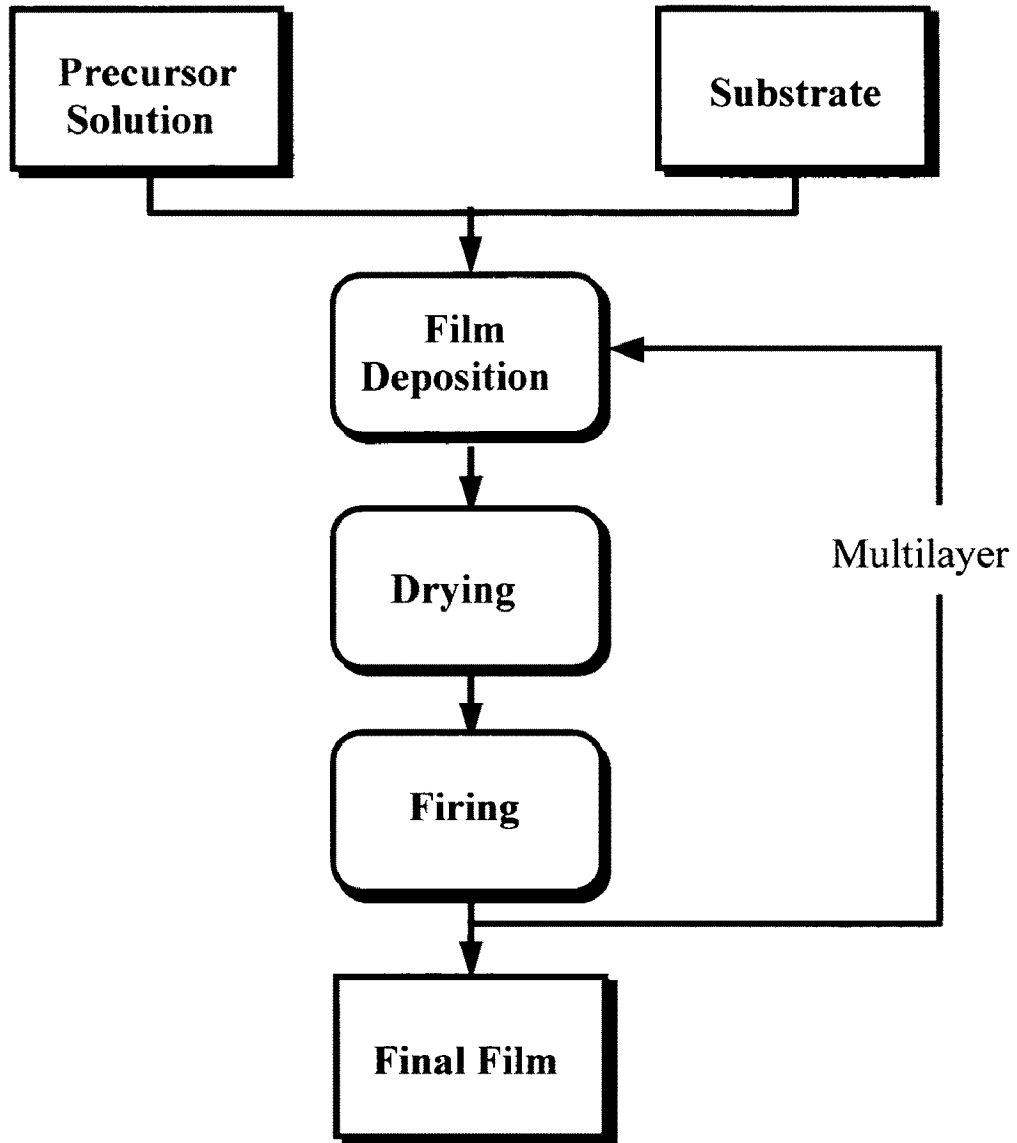 Precursor
Solution
Substrate
Film
Deposition
Drying
Multilayer
Firing
Final Film